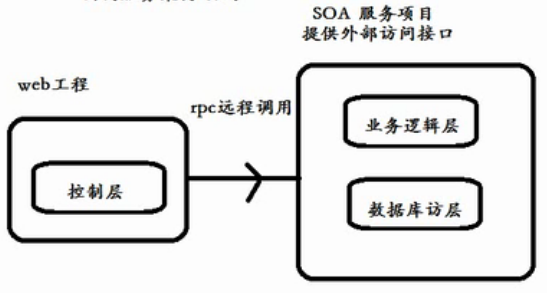 SOA 服务项目
提供外部访问接口
web工程
rpc远程调用
业务逻辑层
控制层
数据库访层